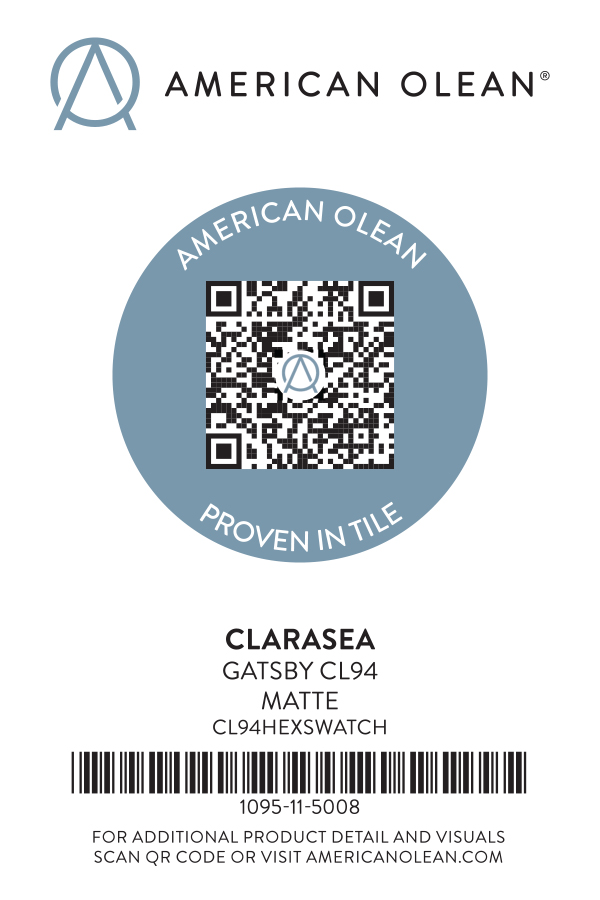 AMERICAN OLEAN®
AMERICAN OLEAN
PROVEN IN TILE
CLARASEA
GATSBY CL94
MATTE
CL94HEXSWATCH
1095-11-5008
FOR ADDITIONAL PRODUCT DETAIL AND VISUALS
SCAN QR CODE OR VISIT AMERICANOLEAN.COM